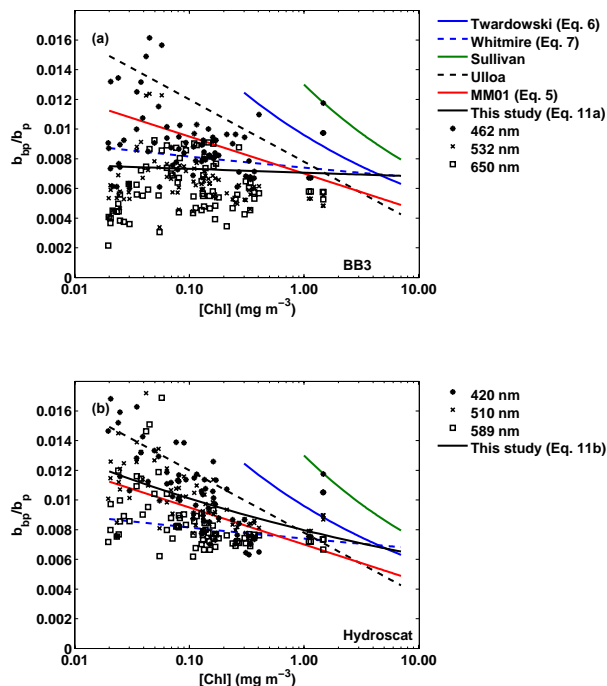 (a)
0.016
0.014
0.012
0.01
0.008
0.006
0.004
0.002
0
b_bp/b_p
0.01 0.10 1.00 10.00
[Chl] (mg m⁻³)
BB3
Twardowski (Eq. 6)
Whitmire (Eq. 7)
Sullivan
Ulloa
MM01 (Eq. 5)
This study (Eq. 11a)
462 nm
532 nm
650 nm
(b)
0.016
0.014
0.012
0.01
0.008
0.006
0.004
0.002
0
b_bp/b_p
0.01 0.10 1.00 10.00
[Chl] (mg m⁻³)
Hydroscat
420 nm
510 nm
589 nm
This study (Eq. 11b)